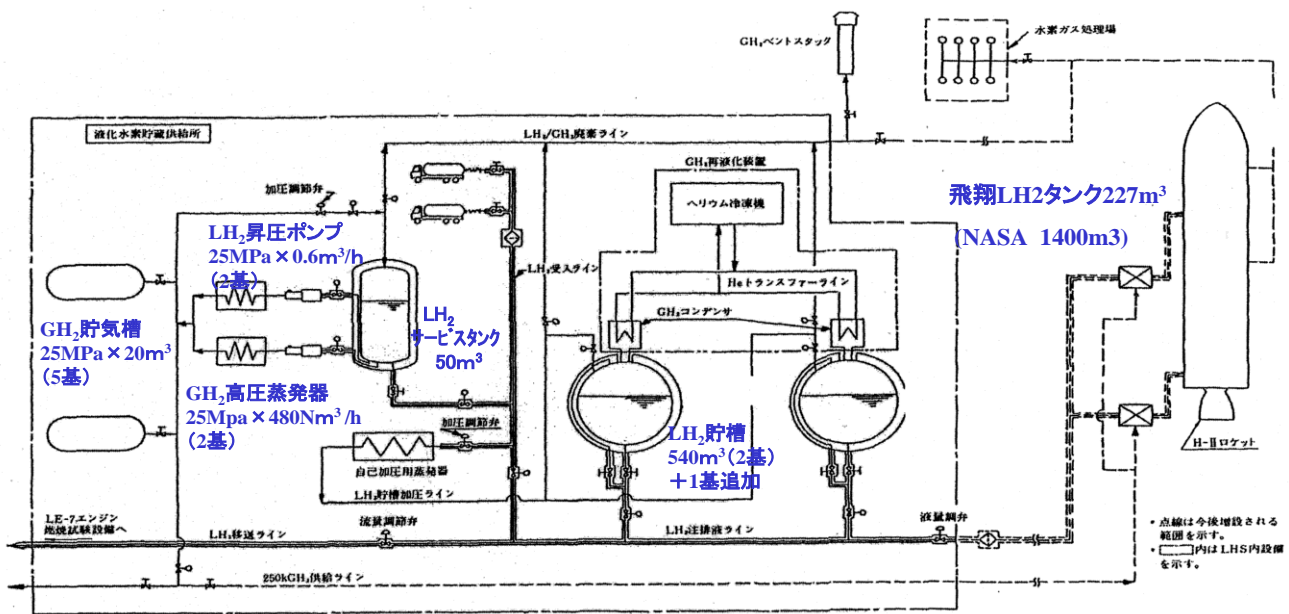 GH₂ベントスタック
水素ガス処理場
液化水素貯蔵供給所
LH₂/GH₂廃棄ライン
GH₂再液化装置
加圧調節弁
ヘリウム冷凍機
飛翔LH2タンク227m³
(NASA 1400m3)
LH₂昇圧ポンプ
25MPa×0.6m³/h
(2基)
LH₂受入ライン
Heトランスファーライン
GH₂コンデンサ
LH₂
サービスタンク
50m³
GH₂貯気槽
25MPa×20m³
(5基)
GH₂高圧蒸発器
25Mpa×480Nm³/h
(2基)
加圧調節弁
自己加圧用蒸発器
LH₂貯槽
540m³(2基)
+1基追加
H-Ⅱロケット
LH₂貯槽加圧ライン
LE-7エンジン
燃焼試験設備へ
流量調節弁
液量調弁
LH₂移送ライン
LH₂注排液ライン
250kGH₂供給ライン
・点線は今後増設される
範囲を示す。
・内はLHS内設備
を示す。